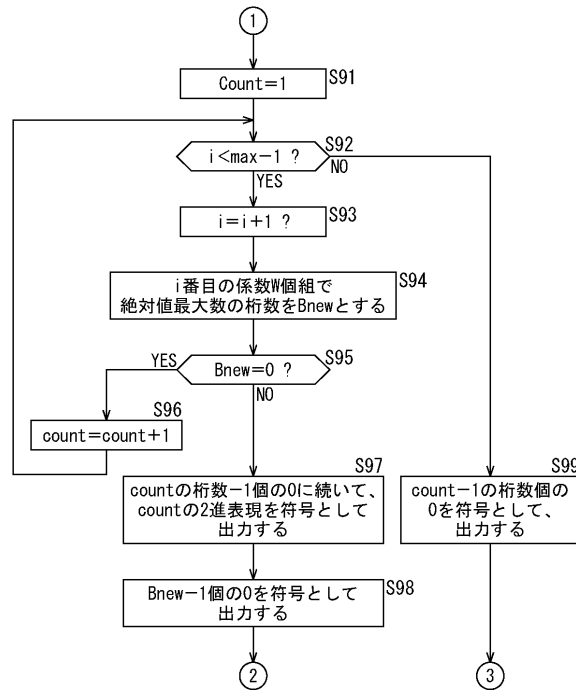 1
Count=1
S91
i<max-1 ?
S92
NO
YES
i=i+1 ?
S93
i番目の係数W個組で
絶対値最大数の桁数をBnewとする
S94
Bnew=0 ?
S95
YES
NO
count=count+1
S96
countの桁数-1個の0に続いて、
countの2進表現を符号として
出力する
S97
count-1の桁数個の
0を符号として、
出力する
S99
Bnew-1個の0を符号として
出力する
S98
2
3